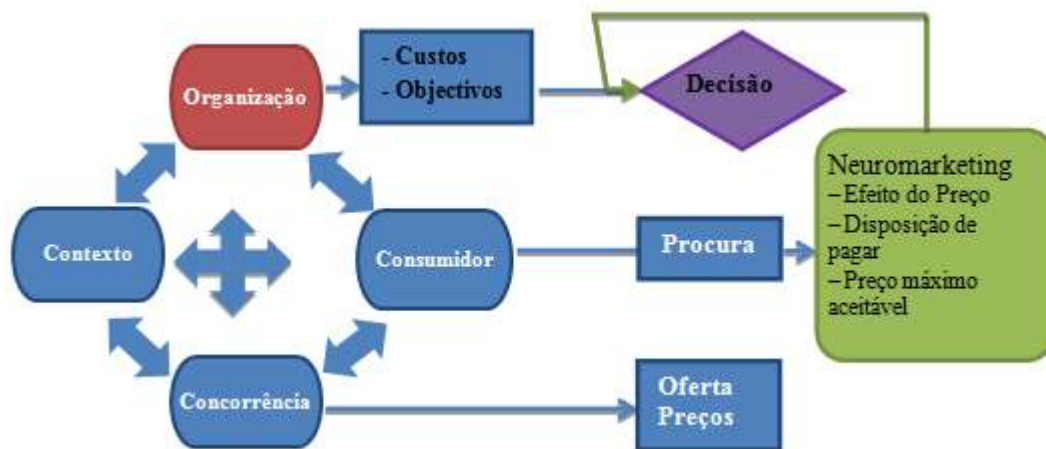 Organização
- Custos
- Objectivos
Decisão
Contexto
Consumidor
Procura
Neuromarketing
– Efeito do Preço
– Disposição de
pagar
– Preço máximo
aceitável
Concorrência
Oferta
Preços